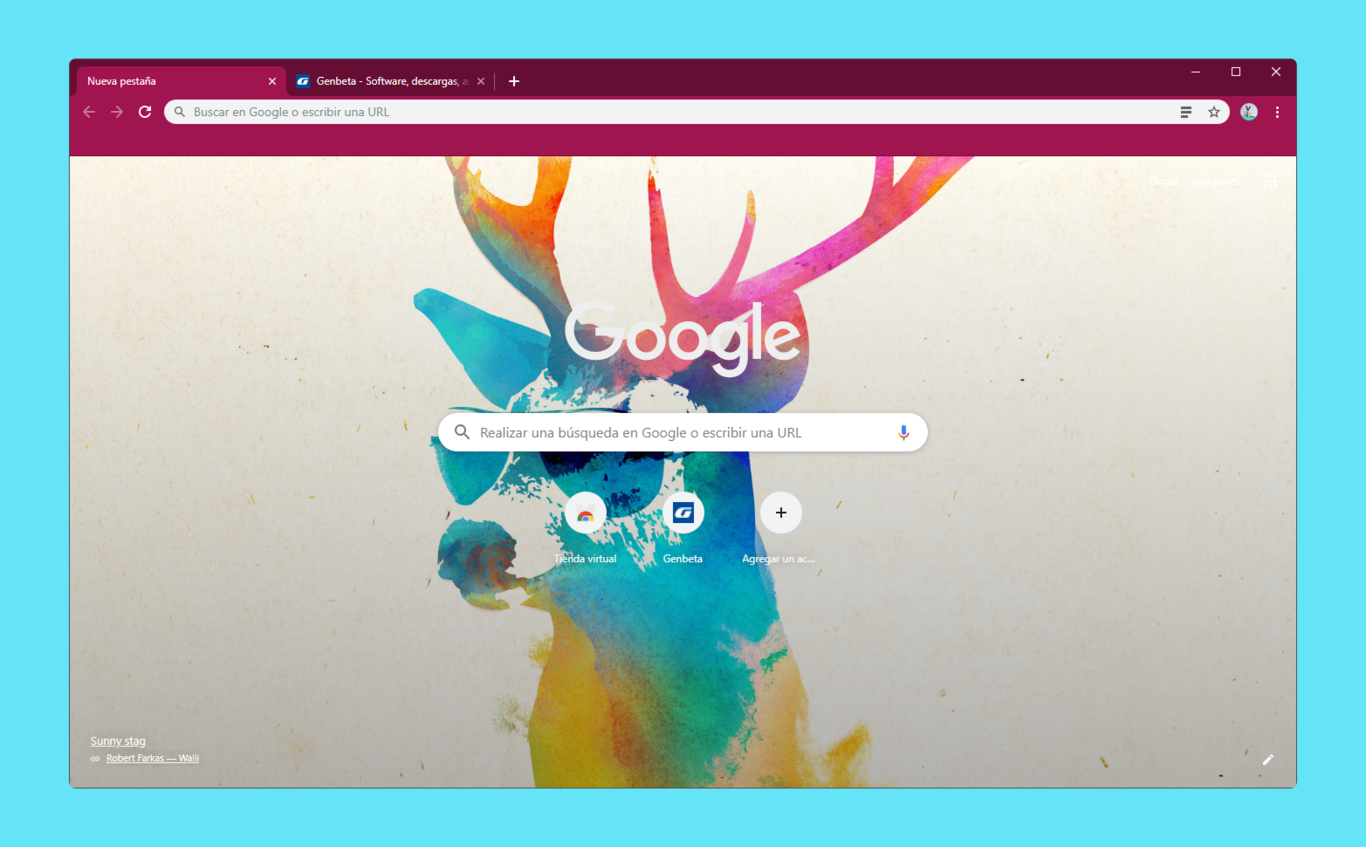 Nueva pestaña
Genbeta - Software, descargas, a
Buscar en Google o escribir una URL
Gmail Imágenes
Google
Realizar una búsqueda en Google o escribir una URL
Tienda virtual
Genbeta
Agregar un ac...
Sunny stag
Robert Farkas — Walli